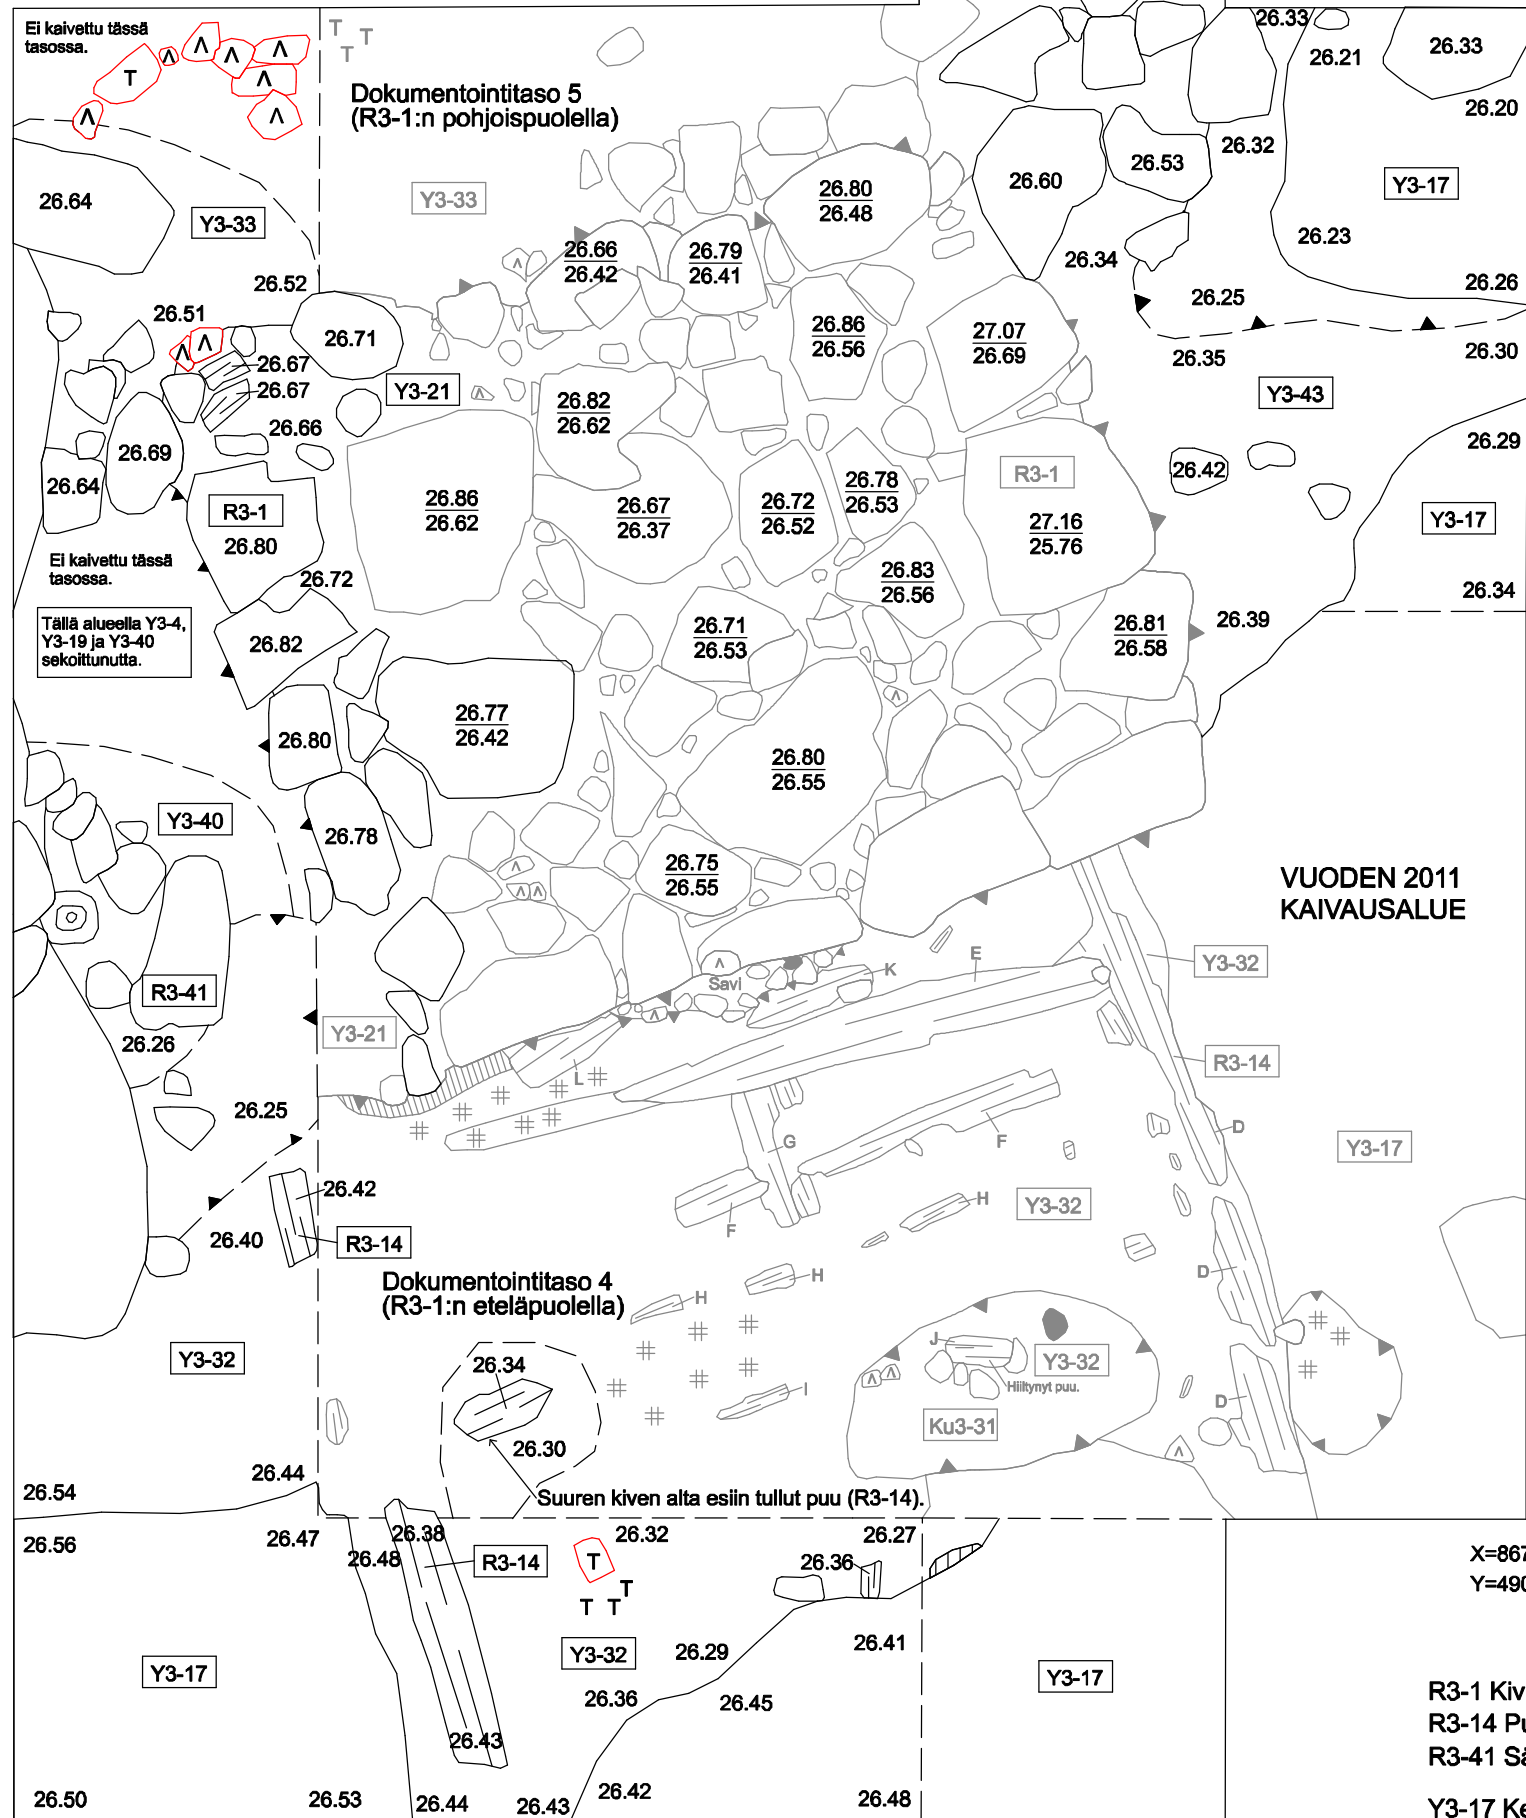 Ei kaivettu tässä
tasossa.
T
Λ
Λ
Λ
Λ
Λ
Λ
Λ
T
T
T
Dokumentointitaso 5
(R3-1:n pohjoispuolella)
26.33
26.21
26.33
26.20
26.32
26.53
26.60
Y3-17
26.64
Y3-33
Y3-33
26.80
26.48
26.23
26.34
26.26
26.25
26.66
26.42
26.79
26.41
Λ
26.52
26.51
26.71
26.86
26.56
27.07
26.69
26.35
26.30
Λ
Λ
26.67
26.67
Y3-21
Λ
Y3-43
26.82
26.62
26.66
26.69
26.29
26.64
R3-1
26.80
26.86
26.62
26.67
26.37
26.72
26.52
26.78
26.53
R3-1
27.16
25.76
26.42
Y3-17
Ei kaivettu tässä
tasossa.
26.72
26.83
26.56
26.34
Tällä alueella Y3-4,
Y3-19 ja Y3-40
sekoittunutta.
26.82
26.71
26.53
26.81
26.58
26.39
Λ
26.80
26.77
26.42
26.80
26.55
Y3-40
26.78
26.75
26.55
Λ
Λ
Λ
VUODEN 2011
KAIVAUSALUE
R3-41
26.26
Y3-21
Λ
Savi
K
E
Y3-32
Λ
L
R3-14
26.25
G
F
D
Y3-17
26.42
26.40
R3-14
F
H
Y3-32
Dokumentointitaso 4
(R3-1:n eteläpuolella)
H
H
D
Y3-32
26.34
J
Y3-32
Λ
Λ
Hiiltynyt puu.
I
D
26.30
Ku3-31
Λ
26.44
26.54
Suuren kiven alta esiin tullut puu (R3-14).
26.56
26.47
26.48
26.38
R3-14
T
26.32
26.27
26.36
T
T
T
X=867
Y=490
Y3-17
Y3-32
26.29
26.41
Y3-17
26.36
26.45
26.43
R3-1 Kiv
R3-14 Pu
R3-41 Sä
26.50
26.53
26.44
26.43
26.42
26.48
Y3-17 Ke